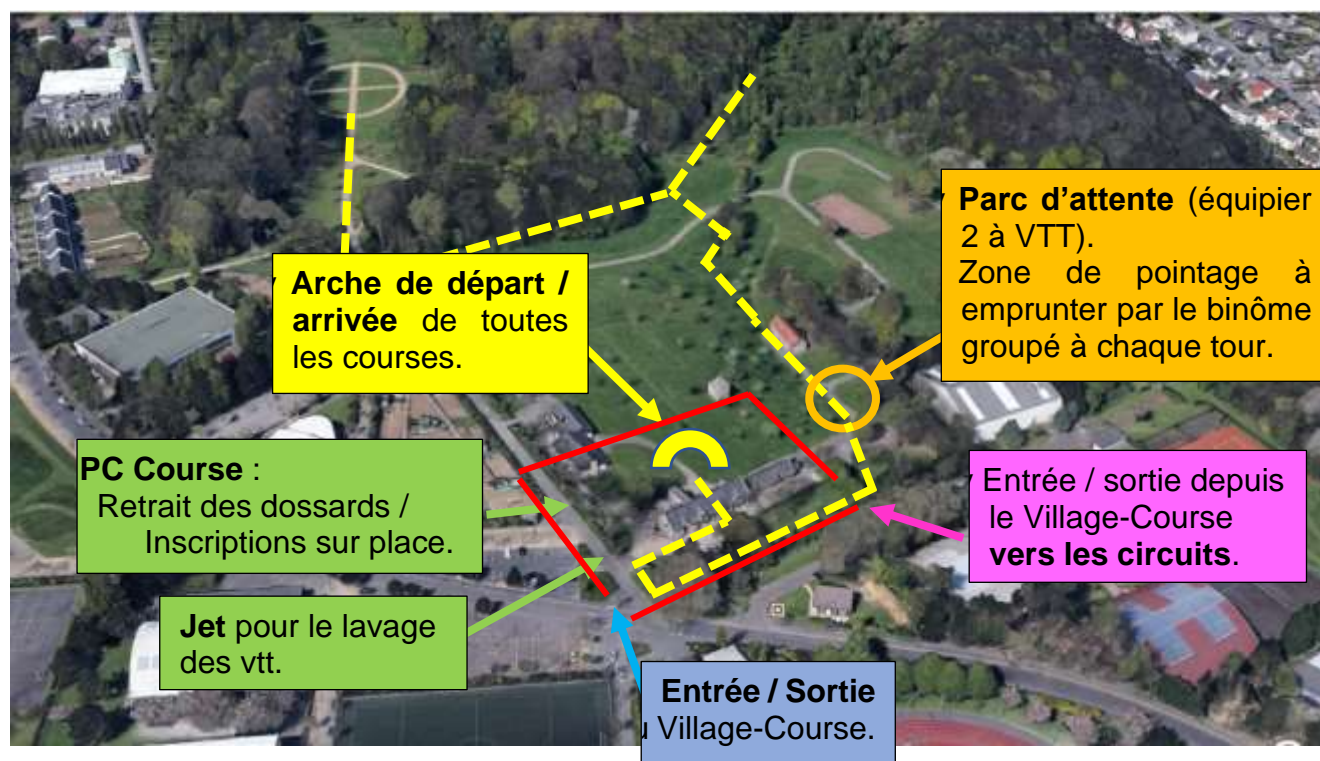 Arche de départ /
arrivée de toutes
les courses.
Parc d'attente (équipier
2 à VTT).
Zone de pointage à
emprunter par le binôme
groupé à chaque tour.
PC Course :
Retrait des dossards /
Inscriptions sur place.
Entrée / sortie depuis
le Village-Course
vers les circuits.
Jet pour le lavage
des vtt.
Entrée / Sortie
Village-Course.